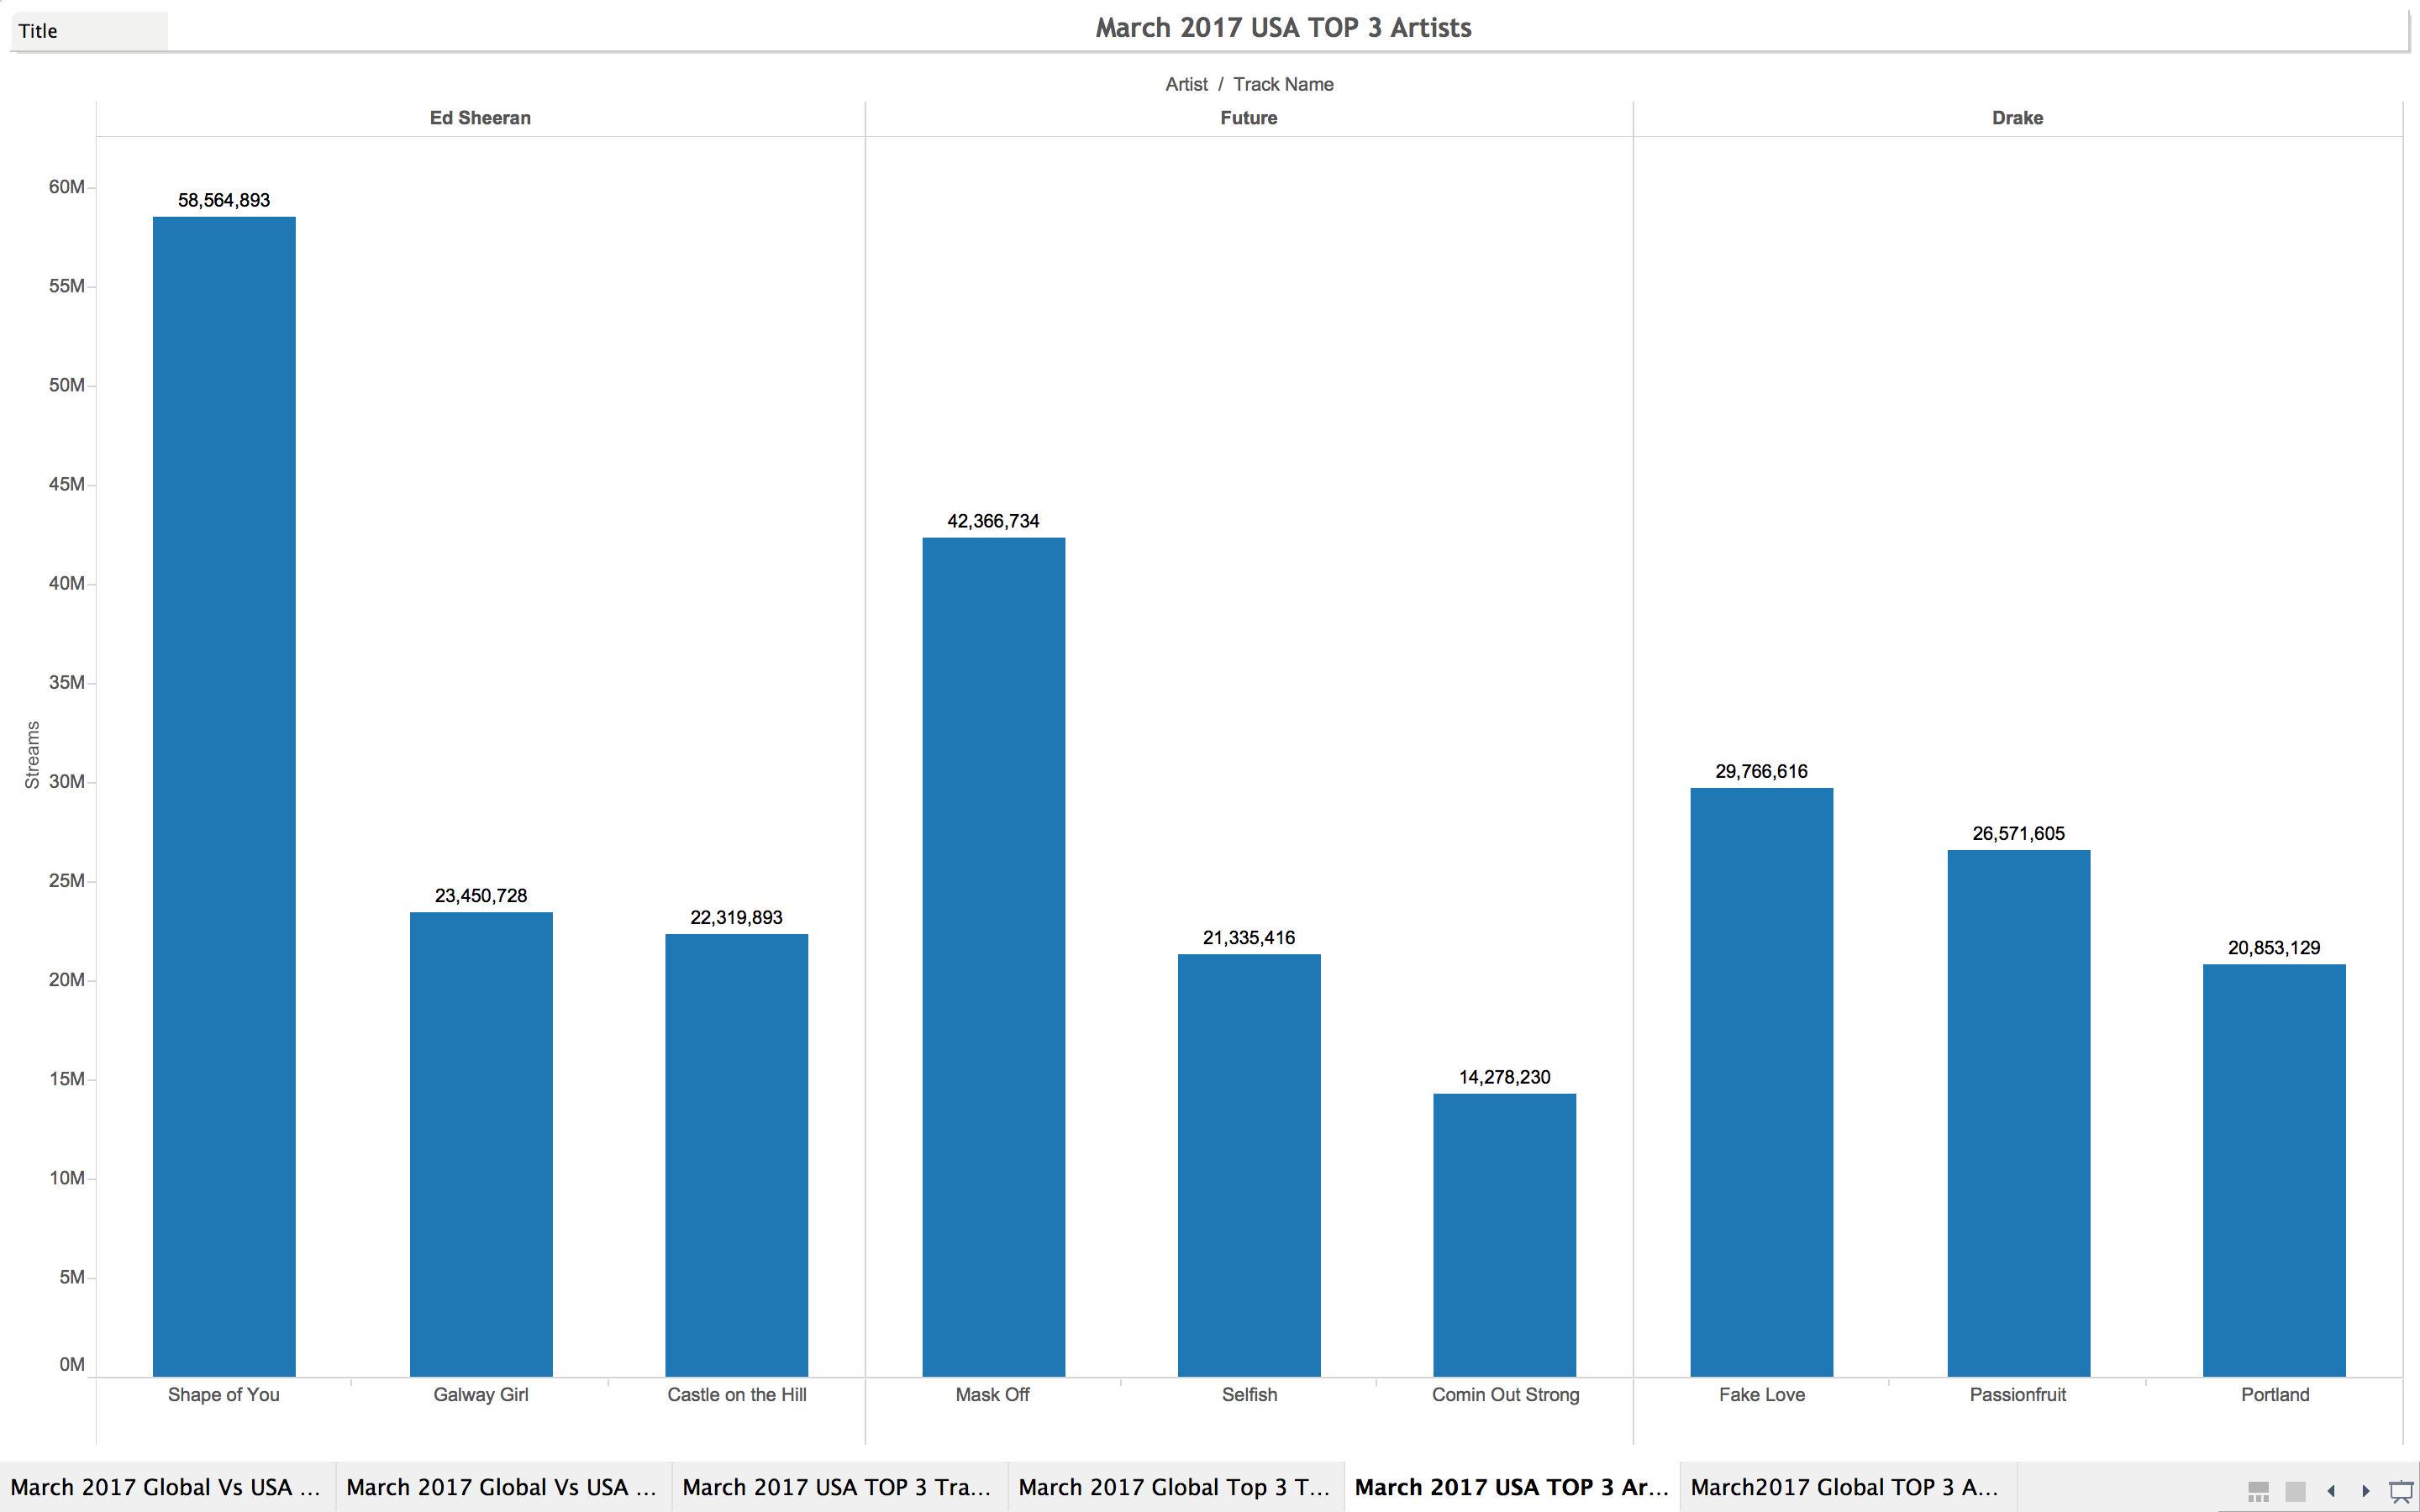 Title
March 2017 USA TOP 3 Artists
Artist / Track Name
Ed Sheeran Future Drake
60M
58,564,893
55M
50M
45M
42,366,734
40M
35M
Streams
30M
29,766,616
26,571,605
25M
23,450,728
22,319,893
21,335,416
20,853,129
20M
15M
14,278,230
10M
5M
0M
Shape of You Galway Girl Castle on the Hill Mask Off Selfish Comin Out Strong Fake Love Passionfruit Portland
March 2017 Global Vs USA ... March 2017 Global Vs USA ... March 2017 USA TOP 3 Tra... March 2017 Global Top 3 T... March 2017 USA TOP 3 Ar... March2017 Global TOP 3 A...